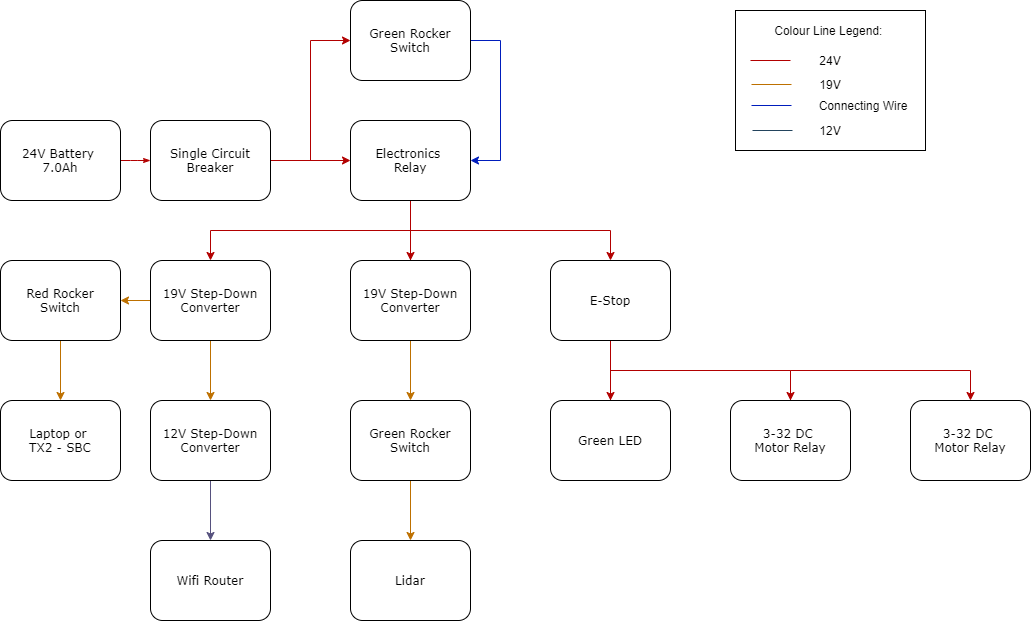 Green Rocker
Switch
Colour Line Legend:
24V
19V
Connecting Wire
12V
24V Battery
7.0Ah
Single Circuit
Breaker
Electronics
Relay
Red Rocker
Switch
19V Step-Down
Converter
19V Step-Down
Converter
E-Stop
Laptop or
TX2 - SBC
12V Step-Down
Converter
Green Rocker
Switch
Green LED
3-32 DC
Motor Relay
3-32 DC
Motor Relay
Wifi Router
Lidar